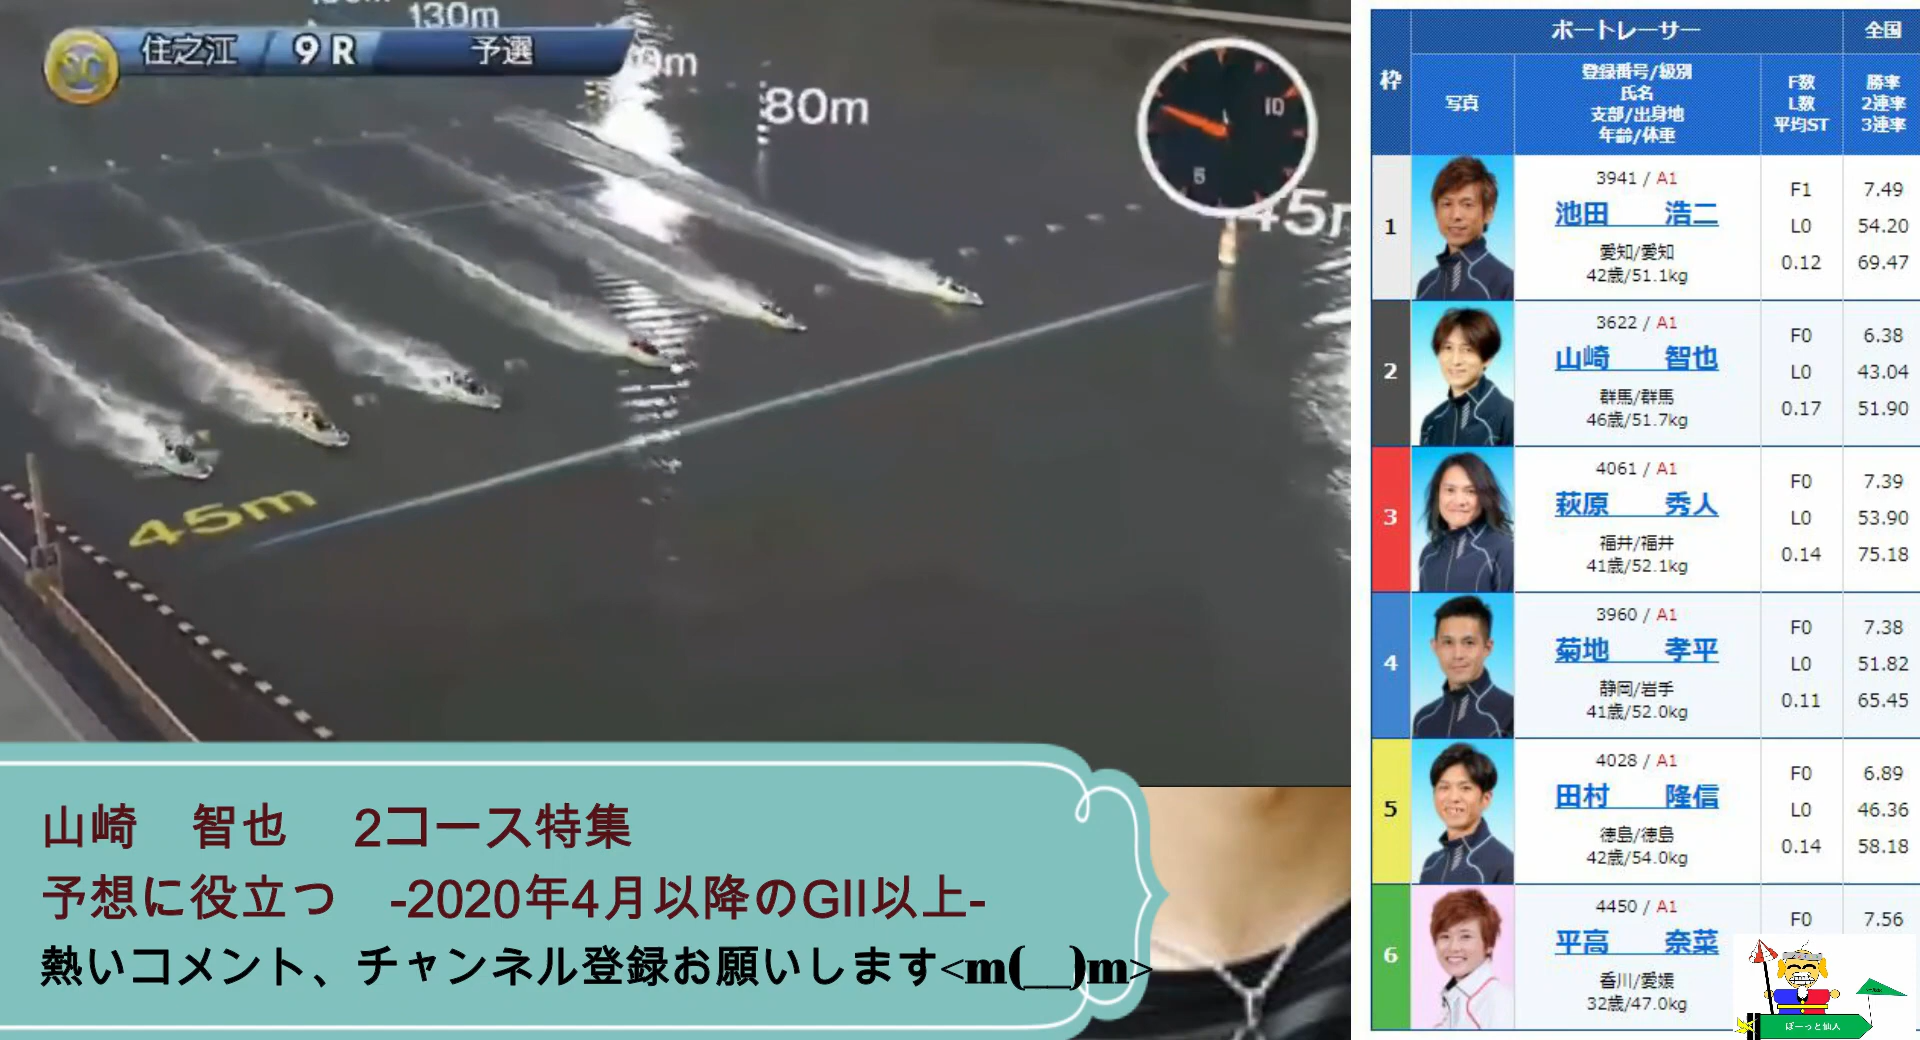 130m
住之江 9R 予選
80m
10
5
45m
山崎　智也　2コース特集
予想に役立つ　-2020年4月以降のGII以上-
熱いコメント、チャンネル登録お願いします<m(__)m>
枠
ボートレーサー
全国
写真
登録番号/級別
氏名
支部/出身地
年齢/体重
F数
L数
平均ST
勝率
2連率
3連率
1
3941 / A1
池田　浩二
愛知/愛知
42歳/51.1kg
F1
L0
0.12
7.49
54.20
69.47
2
3622 / A1
山崎　智也
群馬/群馬
46歳/51.7kg
F0
L0
0.17
6.38
43.04
51.90
3
4061 / A1
萩原　秀人
福井/福井
41歳/52.1kg
F0
L0
0.14
7.39
53.90
75.18
4
3960 / A1
菊地　孝平
静岡/岩手
41歳/52.0kg
F0
L0
0.11
7.38
51.82
65.45
5
4028 / A1
田村　隆信
徳島/徳島
42歳/54.0kg
F0
L0
0.14
6.89
46.36
58.18
6
4450 / A1
平高　奈菜
香川/愛媛
32歳/47.0kg
F0
7.56
ぼーっと仙人